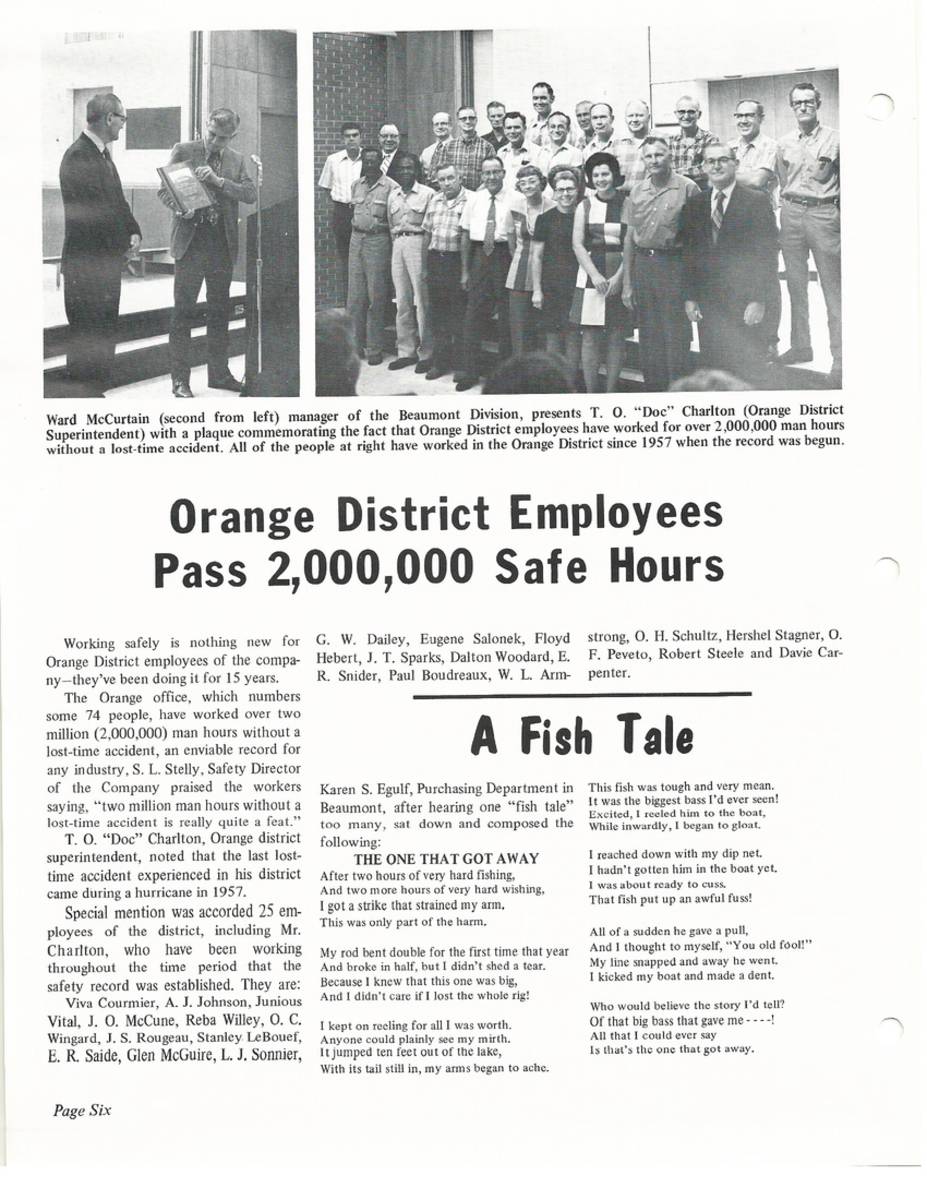 Ward McCurtain (second from left) manager of the Beaumont Division, presents T. O. “Doc” Charlton (Orange District
Superintendent) with a plaque commemorating the fact that Orange District employees have worked for over 2,000,000 man hours
without a lost-time accident. All of the people at right have worked in the Orange District since 1957 when the record was begun.
Orange District Employees
Pass 2,000,000 Safe Hours
Working safely is nothing new for
Orange District employees of the compa-
ny—they’ve been doing it for 15 years.
The Orange office, which numbers
some 74 people, have worked over two
million (2,000,000) man hours without a
lost-time accident, an enviable record for
any industry, S. L. Stelly, Safety Director
of the Company praised the workers
saying, “two million man hours without a
lost-time accident is really quite a feat.”
T. O. “Doc” Charlton, Orange district
superintendent, noted that the last lost-
time accident experienced in his district
came during a hurricane in 1957.
Special mention was accorded 25 em-
ployees of the district, including Mr.
Charlton, who have been working
throughout the time period that the
safety record was established. They are:
Viva Courmier, A. J. Johnson, Junious
Vital, J. O. McCune, Reba Willey, O. C.
Wingard, J. S. Rougeau, Stanley LeBouef,
E. R. Saide, Glen McGuire, L. J. Sonnier,
G. W. Dailey, Eugene Salonek, Floyd
Hebert, J. T. Sparks, Dalton Woodard, E.
R. Snider, Paul Boudreaux, W. L. Arm-
strong, O. H. Schultz, Hershel Stagner, O.
F. Peveto, Robert Steele and Davie Car-
penter.
A Fish Tale
Karen S. Egulf, Purchasing Department in
Beaumont, after hearing one “fish tale”
too many, sat down and composed the
following:
THE ONE THAT GOT AWAY
After two hours of very hard fishing,
And two more hours of very hard wishing,
I got a strike that strained my arm,
This was only part of the harm.
My rod bent double for the first time that year
And broke in half, but I didn’t shed a tear.
Because I knew that this one was big,
And I didn’t care if I lost the whole rig!
I kept on reeling for all I was worth.
Anyone could plainly see my mirth.
It jumped ten feet out of the lake,
With its tail still in, my arms began to ache.
This fish was tough and very mean.
It was the biggest bass I’d ever seen!
Excited, I reeled him to the boat,
While inwardly, I began to gloat.
I reached down with my dip net.
I hadn’t gotten him in the boat yet.
I was about ready to cuss.
That fish put up an awful fuss!
All of a sudden he gave a pull,
And I thought to myself, “You old fool!”
My line snapped and away he went.
I kicked my boat and made a dent.
Who would believe the story I’d tell?
Of that big bass that gave me - - - -!
All that I could ever say
Is that’s the one that got away.
Page Six